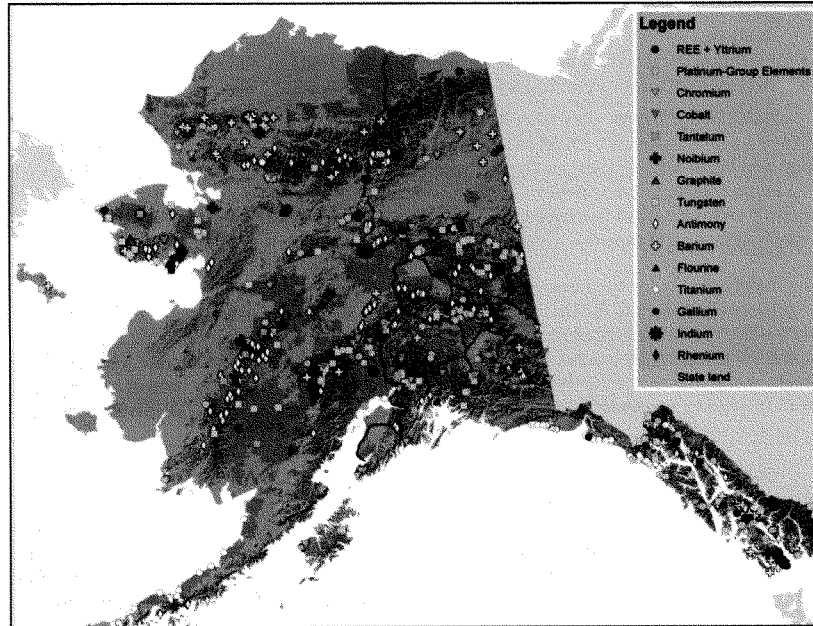 Legend
REE + Yttrium
Platinum-Group Elements
Chromium
Cobalt
Tantalum
Noibium
Graphite
Tungsten
Antimony
Barium
Flourine
Titanium
Gallium
Indium
Rhenium
State land